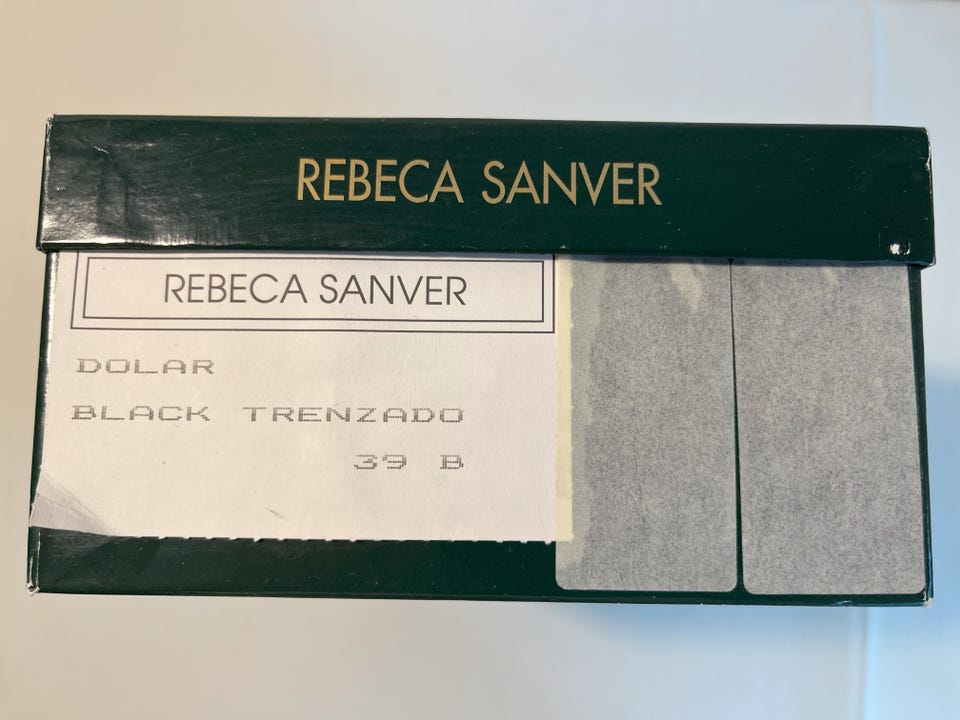 REBECA SANVER
REBECA SANVER
DOLAR
BLACK TRENZADO
39 B